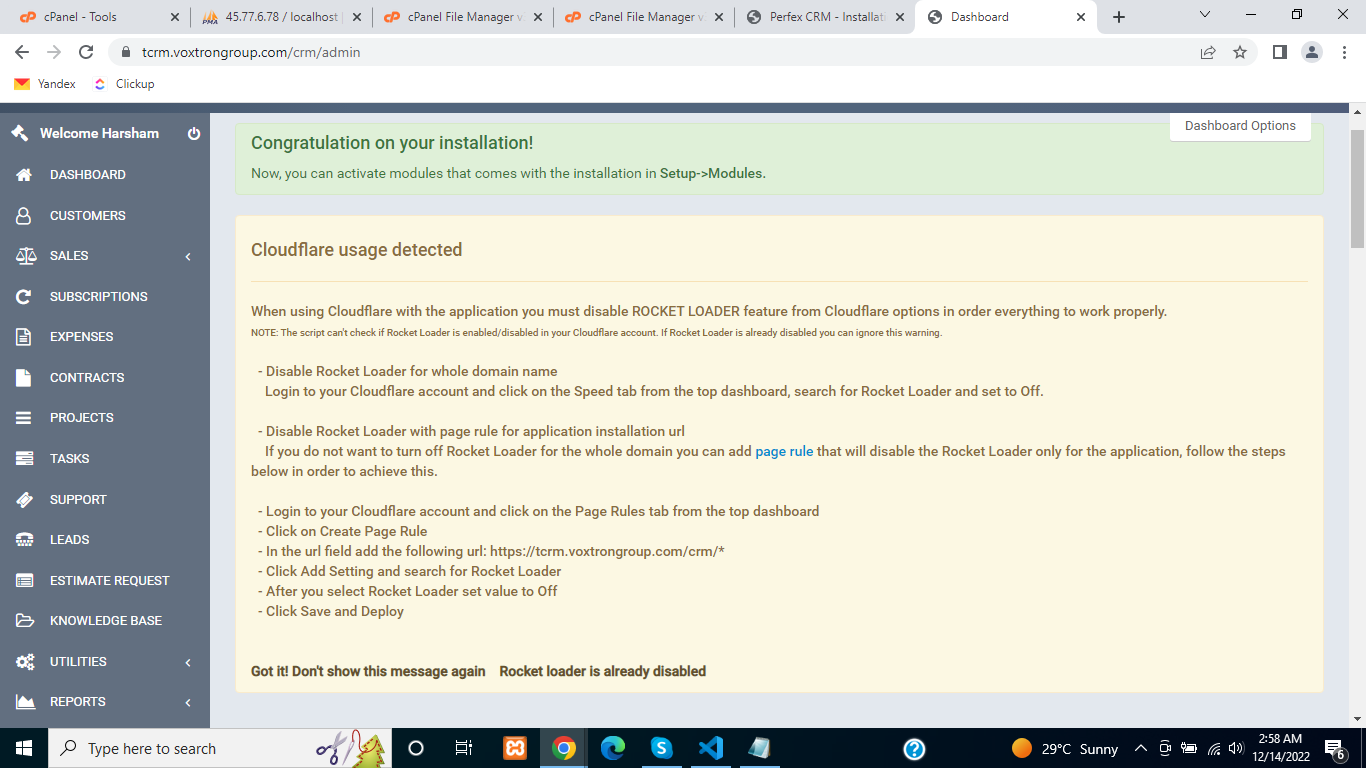 cPanel - Tools
45.77.6.78 / localhost |
cPanel File Manager v
cPanel File Manager v
Perfex CRM - Installati
Dashboard
tcrm.voxtrongroup.com/crm/admin
Yandex
Clickup
Welcome Harsham
DASHBOARD
CUSTOMERS
SALES
SUBSCRIPTIONS
EXPENSES
CONTRACTS
PROJECTS
TASKS
SUPPORT
LEADS
ESTIMATE REQUEST
KNOWLEDGE BASE
UTILITIES
REPORTS
Dashboard Options
Congratulation on your installation!
Now, you can activate modules that comes with the installation in Setup->Modules.
Cloudflare usage detected
When using Cloudflare with the application you must disable ROCKET LOADER feature from Cloudflare options in order everything to work properly.
NOTE: The script can't check if Rocket Loader is enabled/disabled in your Cloudflare account. If Rocket Loader is already disabled you can ignore this warning.
- Disable Rocket Loader for whole domain name
Login to your Cloudflare account and click on the Speed tab from the top dashboard, search for Rocket Loader and set to Off.
- Disable Rocket Loader with page rule for application installation url
If you do not want to turn off Rocket Loader for the whole domain you can add page rule that will disable the Rocket Loader only for the application, follow the steps
below in order to achieve this.
- Login to your Cloudflare account and click on the Page Rules tab from the top dashboard
- Click on Create Page Rule
- In the url field add the following url: https://tcrm.voxtrongroup.com/crm/*
- Click Add Setting and search for Rocket Loader
- After you select Rocket Loader set value to Off
- Click Save and Deploy
Got it! Don't show this message again Rocket loader is already disabled
Type here to search
29°C Sunny
2:58 AM
12/14/2022
6